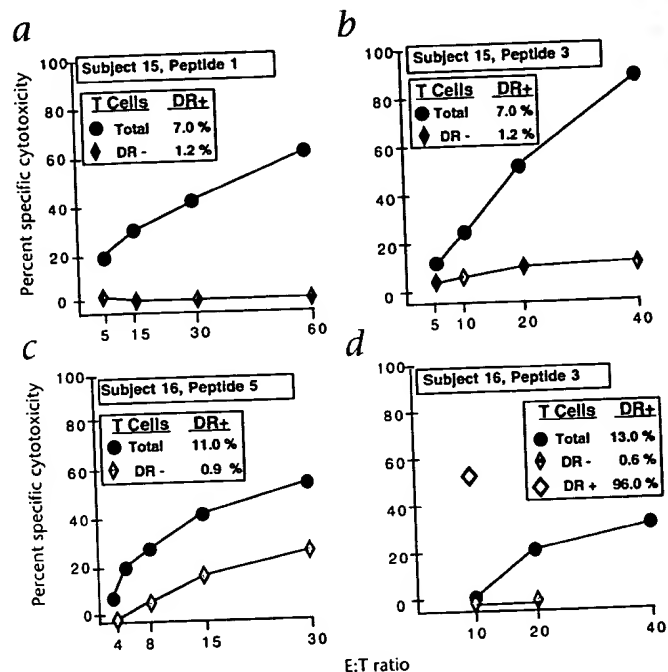 a
Subject 15, Peptide 1
T Cells DR+
Total 7.0 %
DR - 1.2 %
100
80
60
40
20
0
5 15 30 60
Percent specific cytotoxicity
b
Subject 15, Peptide 3
T Cells DR+
Total 7.0 %
DR - 1.2 %
100
80
60
40
20
0
5 10 20 40
c
Subject 16, Peptide 5
T Cells DR+
Total 11.0 %
DR - 0.9 %
100
80
60
40
20
0
4 8 15 30
Percent specific cytotoxicity
d
Subject 16, Peptide 3
T Cells DR+
Total 13.0 %
DR - 0.6 %
DR + 96.0 %
100
80
60
40
20
0
10 20 40
E:T ratio